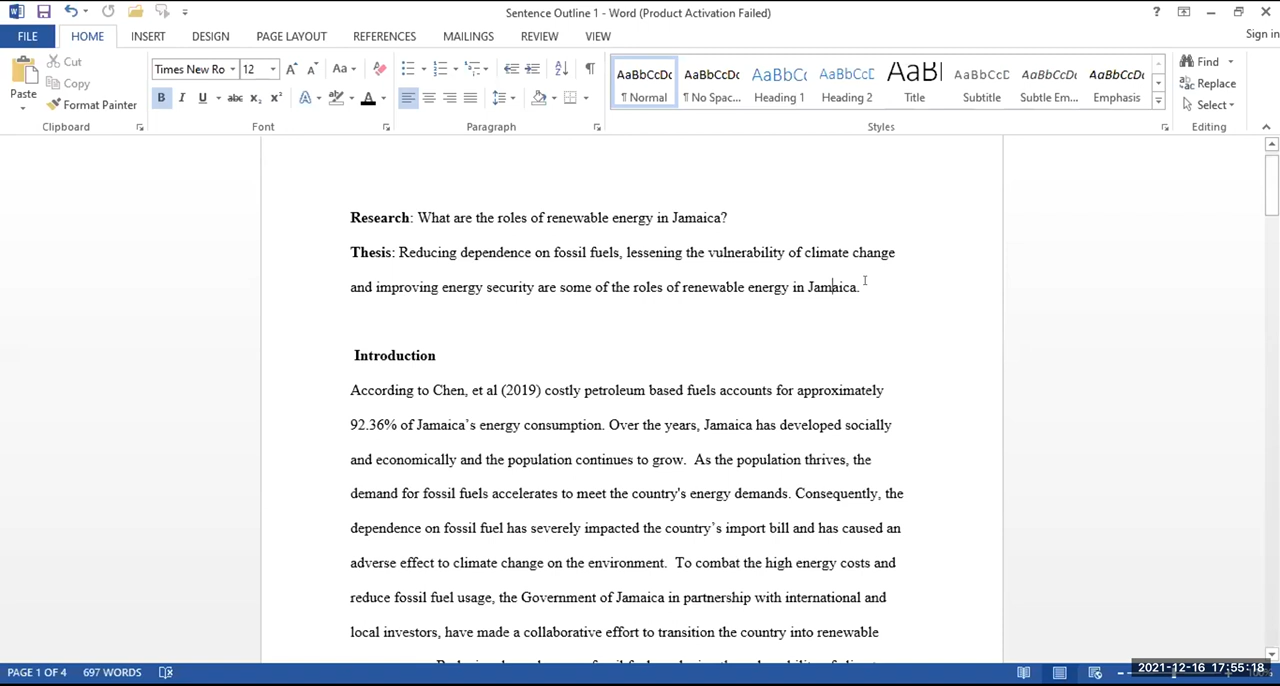 Sentence Outline 1 - Word (Product Activation Failed)
FILE HOME INSERT DESIGN PAGE LAYOUT REFERENCES MAILINGS REVIEW VIEW Sign in
Paste
Cut
Copy
Format Painter
Times New Ro 12
AaBbCcDc AaBbCcDc AaBbCc AaBbCcC AaBl AaBbCcC AaBbCcDc AaBbCcDc
¶ Normal ¶ No Spac... Heading 1 Heading 2 Title Subtitle Subtle Em... Emphasis
Find
Replace
Select
Clipboard Font Paragraph Styles Editing
Research: What are the roles of renewable energy in Jamaica?
Thesis: Reducing dependence on fossil fuels, lessening the vulnerability of climate change
and improving energy security are some of the roles of renewable energy in Jamaica.
Introduction
According to Chen, et al (2019) costly petroleum based fuels accounts for approximately
92.36% of Jamaica’s energy consumption. Over the years, Jamaica has developed socially
and economically and the population continues to grow.  As the population thrives, the
demand for fossil fuels accelerates to meet the country's energy demands. Consequently, the
dependence on fossil fuel has severely impacted the country’s import bill and has caused an
adverse effect to climate change on the environment.  To combat the high energy costs and
reduce fossil fuel usage, the Government of Jamaica in partnership with international and
local investors, have made a collaborative effort to transition the country into renewable
PAGE 1 OF 4 697 WORDS
2021-12-16 17:55:18